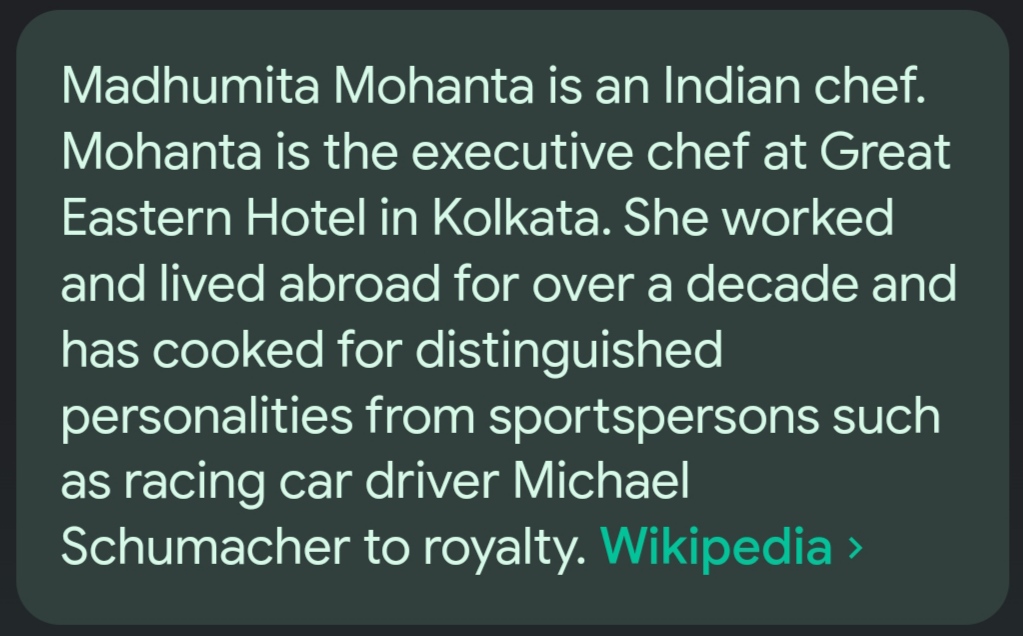 Madhumita Mohanta is an Indian chef.
Mohanta is the executive chef at Great
Eastern Hotel in Kolkata. She worked
and lived abroad for over a decade and
has cooked for distinguished
personalities from sportspersons such
as racing car driver Michael
Schumacher to royalty. Wikipedia ›